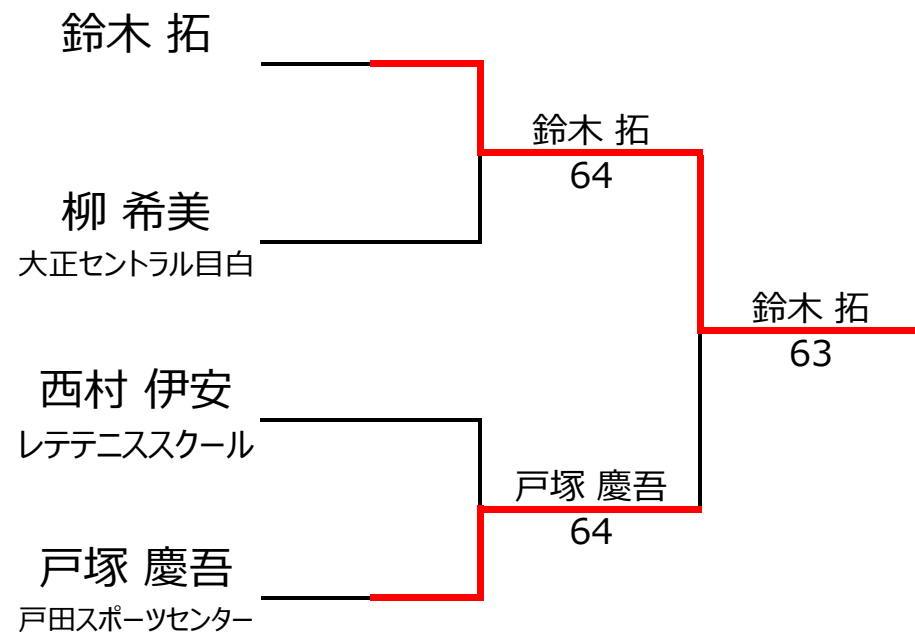 鈴木 拓
鈴木 拓
64
柳 希美
大正セントラル目白
鈴木 拓
63
西村 伊安
レテテニススクール
戸塚 慶吾
64
戸塚 慶吾
戸田スポーツセンター